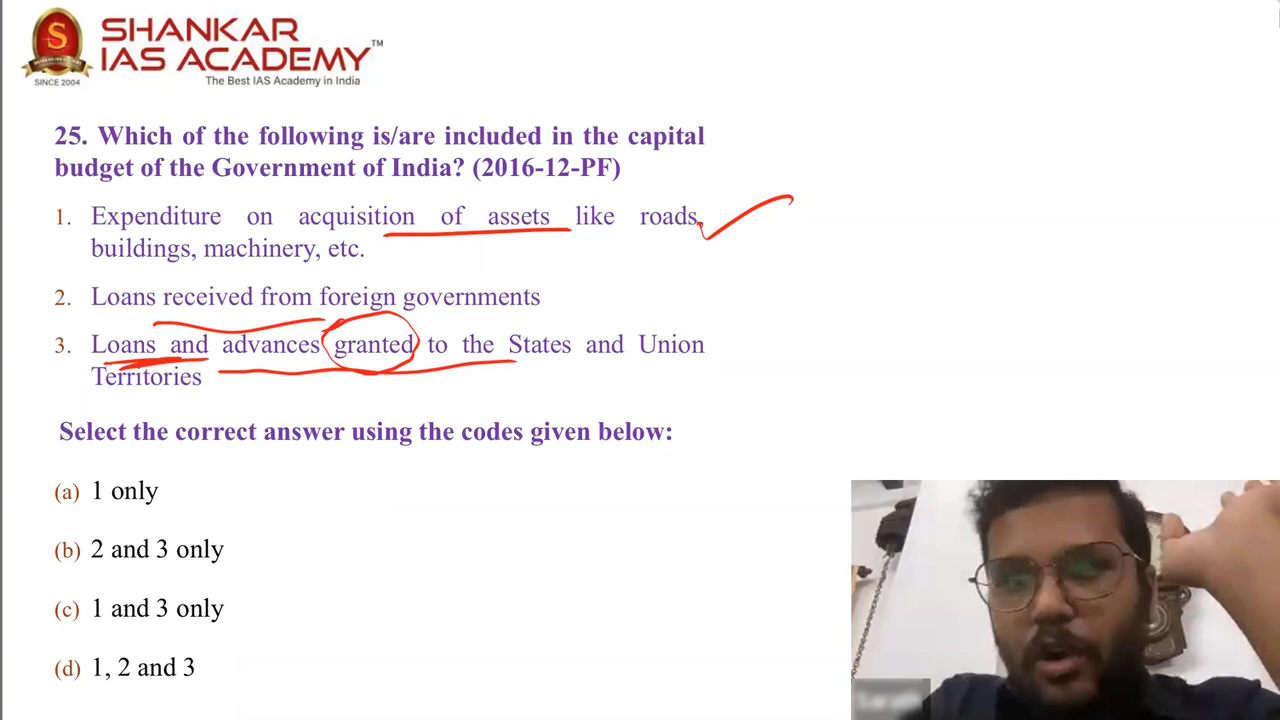 SHANKAR
IAS ACADEMY™
The Best IAS Academy in India
SINCE 2004
25. Which of the following is/are included in the capital
budget of the Government of India? (2016-12-PF)
1. Expenditure on acquisition of assets like roads,
buildings, machinery, etc.
2. Loans received from foreign governments
3. Loans and advances granted to the States and Union
Territories
Select the correct answer using the codes given below:
(a) 1 only
(b) 2 and 3 only
(c) 1 and 3 only
(d) 1, 2 and 3